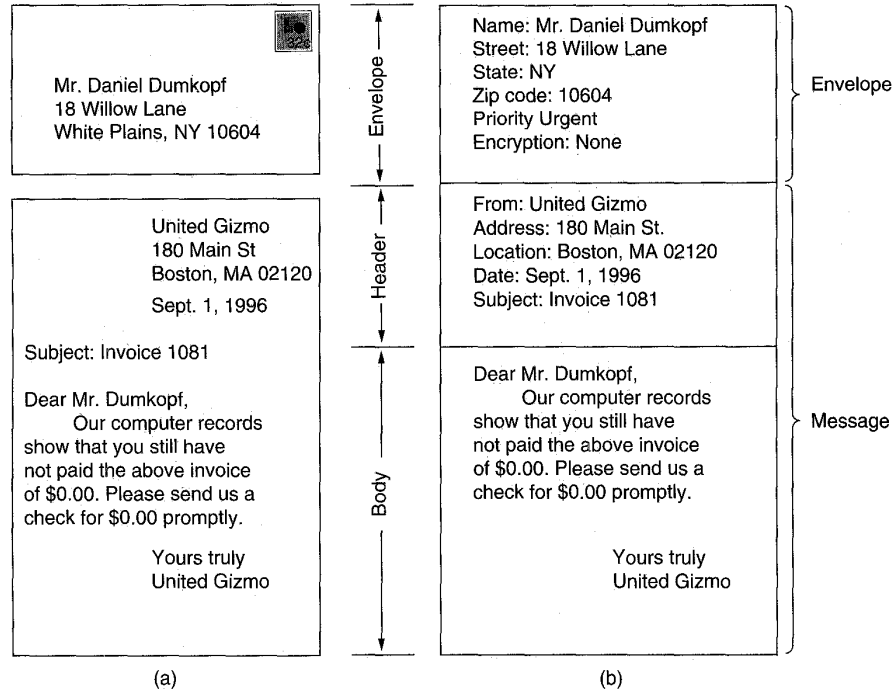 32¢
Mr. Daniel Dumkopf
18 Willow Lane
White Plains, NY 10604
United Gizmo
180 Main St
Boston, MA 02120
Sept. 1, 1996
Subject: Invoice 1081
Dear Mr. Dumkopf,
Our computer records
show that you still have
not paid the above invoice
of $0.00. Please send us a
check for $0.00 promptly.
Yours truly
United Gizmo
(a)
Envelope
Header
Body
Name: Mr. Daniel Dumkopf
Street: 18 Willow Lane
State: NY
Zip code: 10604
Priority Urgent
Encryption: None
From: United Gizmo
Address: 180 Main St.
Location: Boston, MA 02120
Date: Sept. 1, 1996
Subject: Invoice 1081
Dear Mr. Dumkopf,
Our computer records
show that you still have
not paid the above invoice
of $0.00. Please send us a
check for $0.00 promptly.
Yours truly
United Gizmo
(b)
Envelope
Message